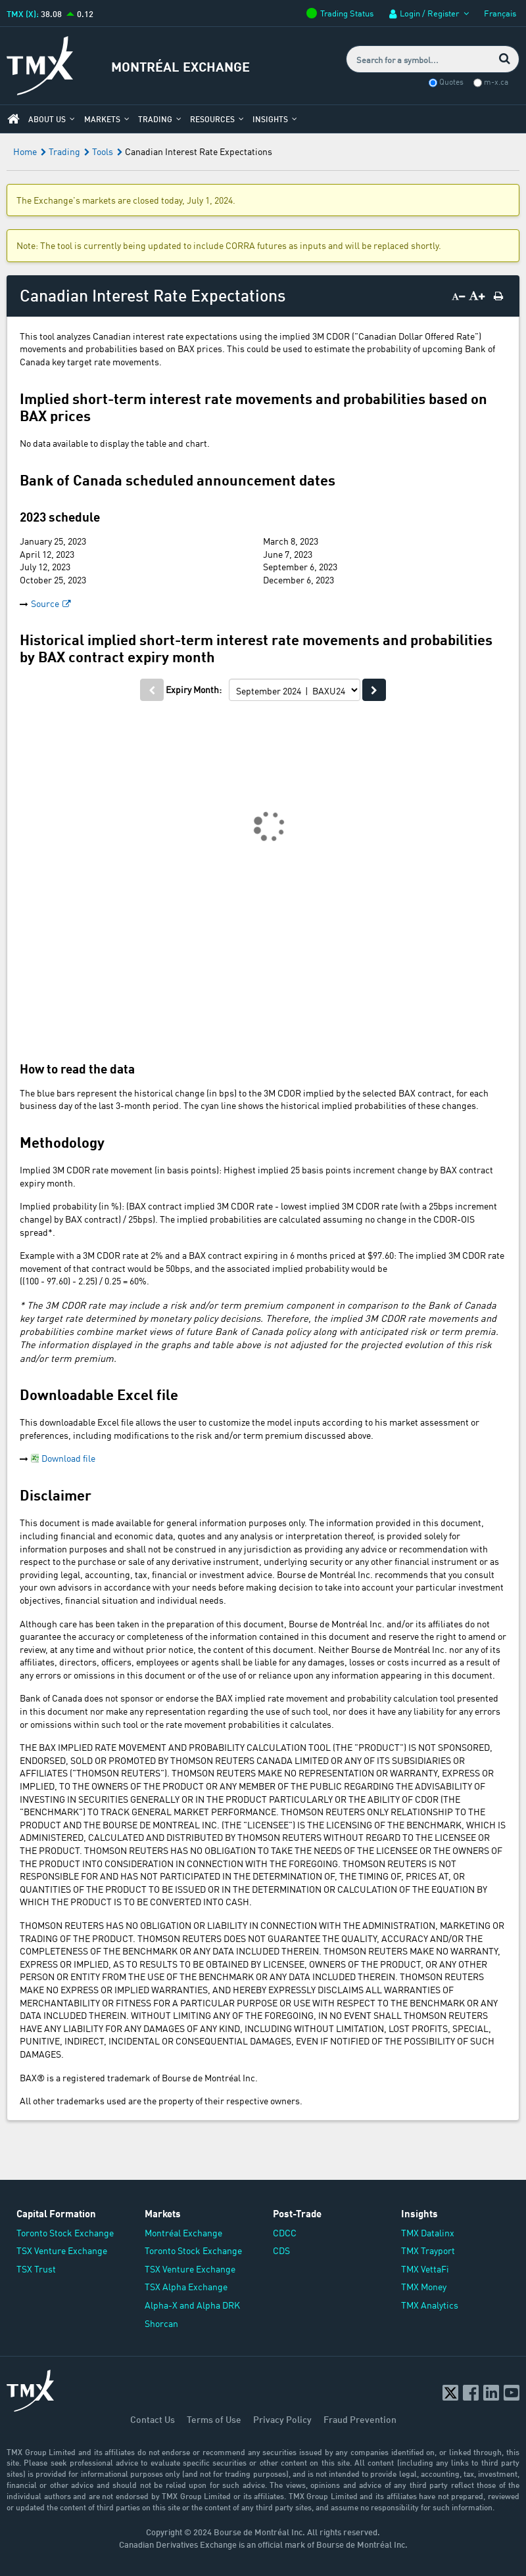 TMX (X): 38.08 0.12
Trading Status Login / Register Français
TMX MONTRÉAL EXCHANGE
Search for a symbol...
Quotes m-x.ca
ABOUT US MARKETS TRADING RESOURCES INSIGHTS
Home Trading Tools Canadian Interest Rate Expectations
The Exchange's markets are closed today, July 1, 2024.
Note: The tool is currently being updated to include CORRA futures as inputs and will be replaced shortly.
Canadian Interest Rate Expectations A− A+
This tool analyzes Canadian interest rate expectations using the implied 3M CDOR ("Canadian Dollar Offered Rate")
movements and probabilities based on BAX prices. This could be used to estimate the probability of upcoming Bank of
Canada key target rate movements.
Implied short-term interest rate movements and probabilities based on
BAX prices
No data available to display the table and chart.
Bank of Canada scheduled announcement dates
2023 schedule
January 25, 2023 March 8, 2023
April 12, 2023 June 7, 2023
July 12, 2023 September 6, 2023
October 25, 2023 December 6, 2023
Source
Historical implied short-term interest rate movements and probabilities
by BAX contract expiry month
Expiry Month: September 2024 | BAXU24
How to read the data
The blue bars represent the historical change (in bps) to the 3M CDOR implied by the selected BAX contract, for each
business day of the last 3-month period. The cyan line shows the historical implied probabilities of these changes.
Methodology
Implied 3M CDOR rate movement (in basis points): Highest implied 25 basis points increment change by BAX contract
expiry month.
Implied probability (in %): (BAX contract implied 3M CDOR rate - lowest implied 3M CDOR rate (with a 25bps increment
change) by BAX contract) / 25bps). The implied probabilities are calculated assuming no change in the CDOR-OIS
spread*.
Example with a 3M CDOR rate at 2% and a BAX contract expiring in 6 months priced at $97.60: The implied 3M CDOR rate
movement of that contract would be 50bps, and the associated implied probability would be
((100 - 97.60) - 2.25) / 0.25 = 60%.
* The 3M CDOR rate may include a risk and/or term premium component in comparison to the Bank of Canada
key target rate determined by monetary policy decisions. Therefore, the implied 3M CDOR rate movements and
probabilities combine market views of future Bank of Canada policy along with anticipated risk or term premia.
The information displayed in the graphs and table above is not adjusted for the projected evolution of this risk
and/or term premium.
Downloadable Excel file
This downloadable Excel file allows the user to customize the model inputs according to his market assessment or
preferences, including modifications to the risk and/or term premium discussed above.
Download file
Disclaimer
This document is made available for general information purposes only. The information provided in this document,
including financial and economic data, quotes and any analysis or interpretation thereof, is provided solely for
information purposes and shall not be construed in any jurisdiction as providing any advice or recommendation with
respect to the purchase or sale of any derivative instrument, underlying security or any other financial instrument or as
providing legal, accounting, tax, financial or investment advice. Bourse de Montréal Inc. recommends that you consult
your own advisors in accordance with your needs before making decision to take into account your particular investment
objectives, financial situation and individual needs.
Although care has been taken in the preparation of this document, Bourse de Montréal Inc. and/or its affiliates do not
guarantee the accuracy or completeness of the information contained in this document and reserve the right to amend or
review, at any time and without prior notice, the content of this document. Neither Bourse de Montréal Inc. nor any of its
affiliates, directors, officers, employees or agents shall be liable for any damages, losses or costs incurred as a result of
any errors or omissions in this document or of the use of or reliance upon any information appearing in this document.
Bank of Canada does not sponsor or endorse the BAX implied rate movement and probability calculation tool presented
in this document nor make any representation regarding the use of such tool, nor does it have any liability for any errors
or omissions within such tool or the rate movement probabilities it calculates.
THE BAX IMPLIED RATE MOVEMENT AND PROBABILITY CALCULATION TOOL (THE "PRODUCT") IS NOT SPONSORED,
ENDORSED, SOLD OR PROMOTED BY THOMSON REUTERS CANADA LIMITED OR ANY OF ITS SUBSIDIARIES OR
AFFILIATES ("THOMSON REUTERS"). THOMSON REUTERS MAKE NO REPRESENTATION OR WARRANTY, EXPRESS OR
IMPLIED, TO THE OWNERS OF THE PRODUCT OR ANY MEMBER OF THE PUBLIC REGARDING THE ADVISABILITY OF
INVESTING IN SECURITIES GENERALLY OR IN THE PRODUCT PARTICULARLY OR THE ABILITY OF CDOR (THE
"BENCHMARK") TO TRACK GENERAL MARKET PERFORMANCE. THOMSON REUTERS ONLY RELATIONSHIP TO THE
PRODUCT AND THE BOURSE DE MONTREAL INC. (THE "LICENSEE") IS THE LICENSING OF THE BENCHMARK, WHICH IS
ADMINISTERED, CALCULATED AND DISTRIBUTED BY THOMSON REUTERS WITHOUT REGARD TO THE LICENSEE OR
THE PRODUCT. THOMSON REUTERS HAS NO OBLIGATION TO TAKE THE NEEDS OF THE LICENSEE OR THE OWNERS OF
THE PRODUCT INTO CONSIDERATION IN CONNECTION WITH THE FOREGOING. THOMSON REUTERS IS NOT
RESPONSIBLE FOR AND HAS NOT PARTICIPATED IN THE DETERMINATION OF, THE TIMING OF, PRICES AT, OR
QUANTITIES OF THE PRODUCT TO BE ISSUED OR IN THE DETERMINATION OR CALCULATION OF THE EQUATION BY
WHICH THE PRODUCT IS TO BE CONVERTED INTO CASH.
THOMSON REUTERS HAS NO OBLIGATION OR LIABILITY IN CONNECTION WITH THE ADMINISTRATION, MARKETING OR
TRADING OF THE PRODUCT. THOMSON REUTERS DOES NOT GUARANTEE THE QUALITY, ACCURACY AND/OR THE
COMPLETENESS OF THE BENCHMARK OR ANY DATA INCLUDED THEREIN. THOMSON REUTERS MAKE NO WARRANTY,
EXPRESS OR IMPLIED, AS TO RESULTS TO BE OBTAINED BY LICENSEE, OWNERS OF THE PRODUCT, OR ANY OTHER
PERSON OR ENTITY FROM THE USE OF THE BENCHMARK OR ANY DATA INCLUDED THEREIN. THOMSON REUTERS
MAKE NO EXPRESS OR IMPLIED WARRANTIES, AND HEREBY EXPRESSLY DISCLAIMS ALL WARRANTIES OF
MERCHANTABILITY OR FITNESS FOR A PARTICULAR PURPOSE OR USE WITH RESPECT TO THE BENCHMARK OR ANY
DATA INCLUDED THEREIN. WITHOUT LIMITING ANY OF THE FOREGOING, IN NO EVENT SHALL THOMSON REUTERS
HAVE ANY LIABILITY FOR ANY DAMAGES OF ANY KIND, INCLUDING WITHOUT LIMITATION, LOST PROFITS, SPECIAL,
PUNITIVE, INDIRECT, INCIDENTAL OR CONSEQUENTIAL DAMAGES, EVEN IF NOTIFIED OF THE POSSIBILITY OF SUCH
DAMAGES.
BAX® is a registered trademark of Bourse de Montréal Inc.
All other trademarks used are the property of their respective owners.
Capital Formation Markets Post-Trade Insights
Toronto Stock Exchange Montréal Exchange CDCC TMX Datalinx
TSX Venture Exchange Toronto Stock Exchange CDS TMX Trayport
TSX Trust TSX Venture Exchange TMX VettaFi
TSX Alpha Exchange TMX Money
Alpha-X and Alpha DRK TMX Analytics
Shorcan
TMX
Contact Us Terms of Use Privacy Policy Fraud Prevention
TMX Group Limited and its affiliates do not endorse or recommend any securities issued by any companies identified on, or linked through, this
site. Please seek professional advice to evaluate specific securities or other content on this site. All content (including any links to third party
sites) is provided for informational purposes only (and not for trading purposes), and is not intended to provide legal, accounting, tax, investment,
financial or other advice and should not be relied upon for such advice. The views, opinions and advice of any third party reflect those of the
individual authors and are not endorsed by TMX Group Limited or its affiliates. TMX Group Limited and its affiliates have not prepared, reviewed
or updated the content of third parties on this site or the content of any third party sites, and assume no responsibility for such information.
Copyright © 2024 Bourse de Montréal Inc. All rights reserved.
Canadian Derivatives Exchange is an official mark of Bourse de Montréal Inc.